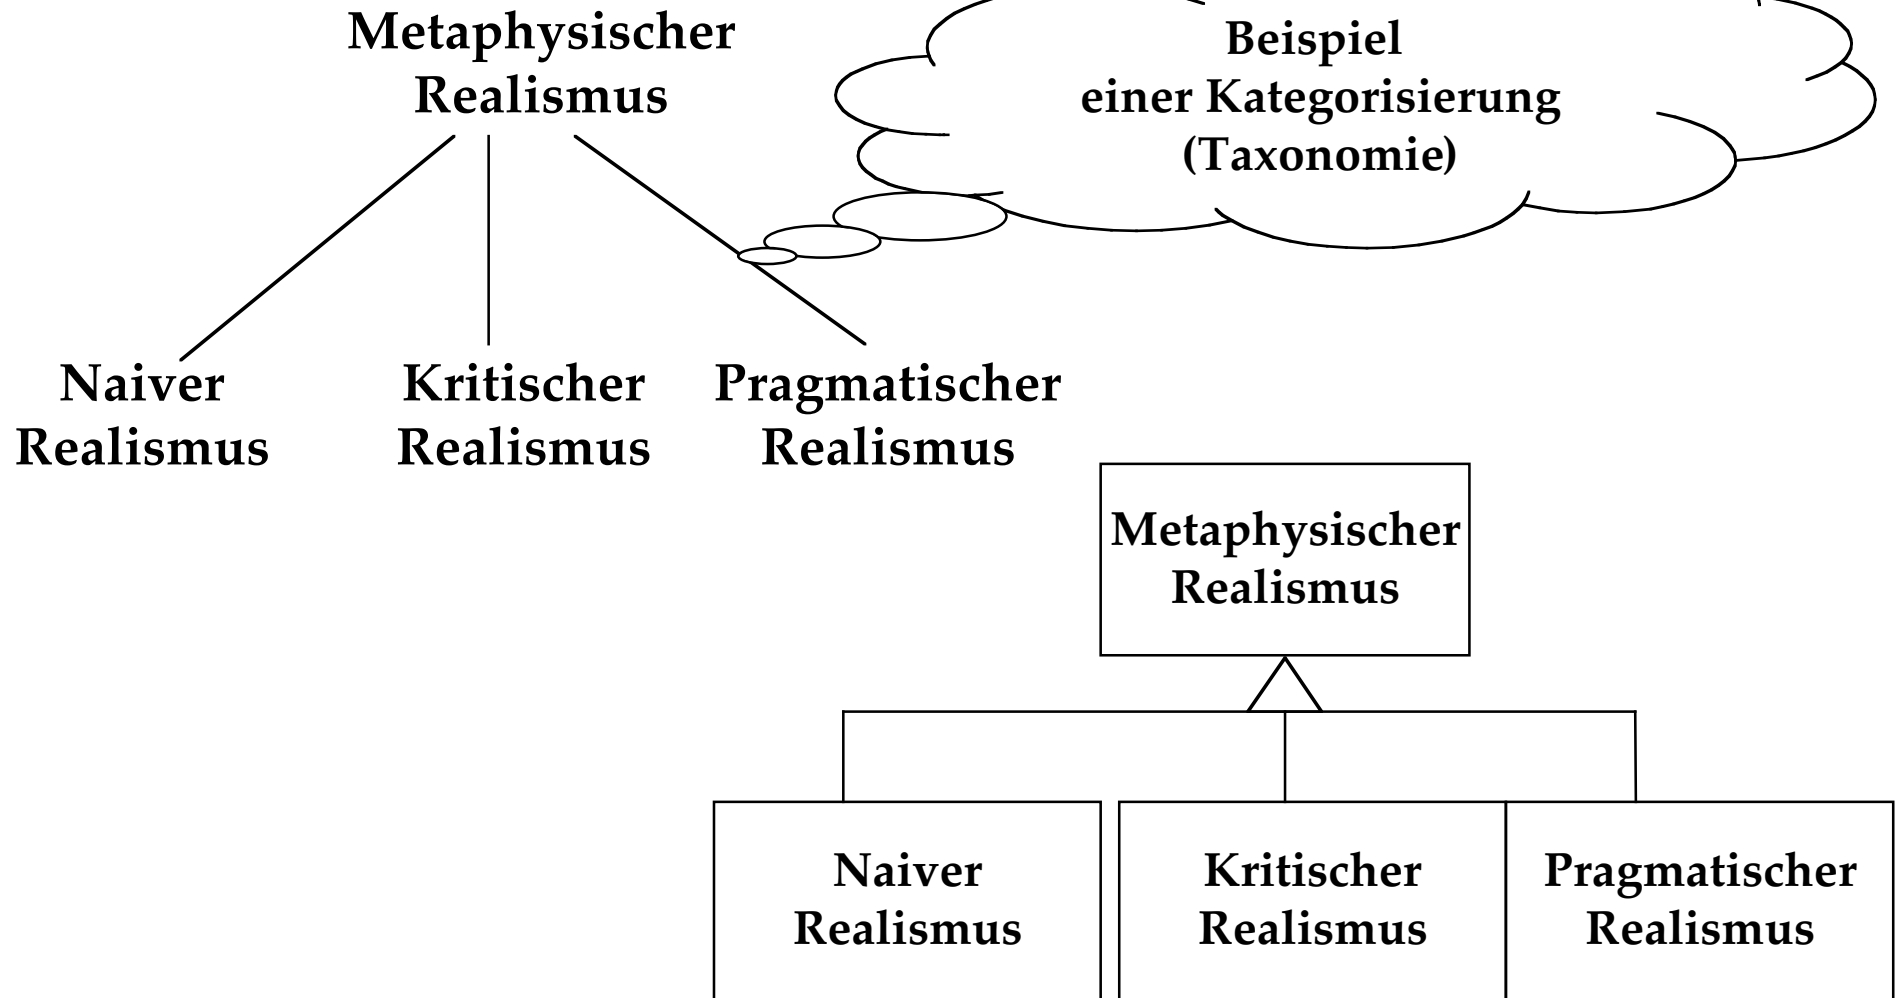 Metaphysischer
Realismus
Beispiel
einer Kategorisierung
(Taxonomie)
Naiver
Realismus
Kritischer
Realismus
Pragmatischer
Realismus
Metaphysischer
Realismus
Naiver
Realismus
Kritischer
Realismus
Pragmatischer
Realismus